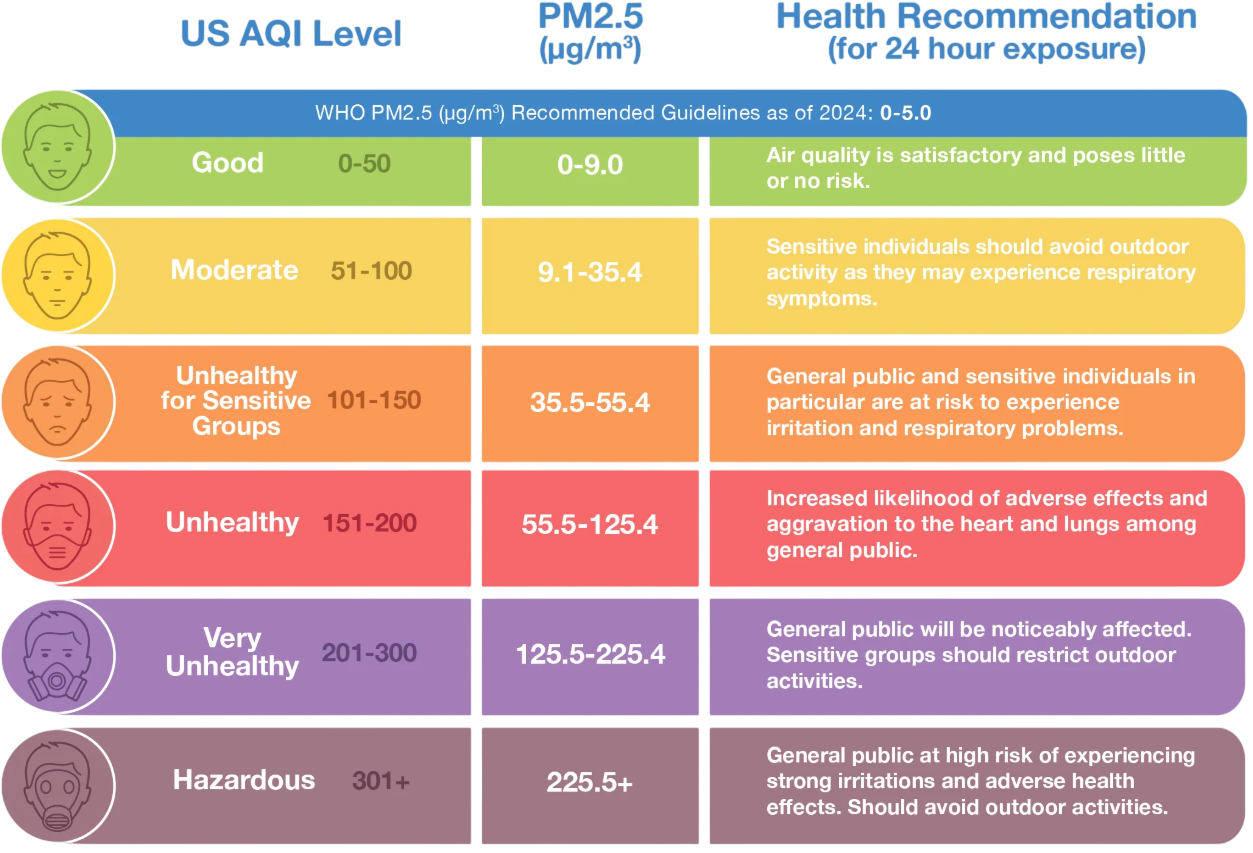 US AQI Level
PM2.5
(µg/m³)
Health Recommendation
(for 24 hour exposure)
WHO PM2.5 (µg/m³) Recommended Guidelines as of 2024: 0-5.0
Good
0-50
0-9.0
Air quality is satisfactory and poses little
or no risk.
Moderate
51-100
9.1-35.4
Sensitive individuals should avoid outdoor
activity as they may experience respiratory
symptoms.
Unhealthy
for Sensitive
Groups
101-150
35.5-55.4
General public and sensitive individuals in
particular are at risk to experience
irritation and respiratory problems.
Unhealthy
151-200
55.5-125.4
Increased likelihood of adverse effects and
aggravation to the heart and lungs among
general public.
Very
Unhealthy
201-300
125.5-225.4
General public will be noticeably affected.
Sensitive groups should restrict outdoor
activities.
Hazardous
301+
225.5+
General public at high risk of experiencing
strong irritations and adverse health
effects. Should avoid outdoor activities.